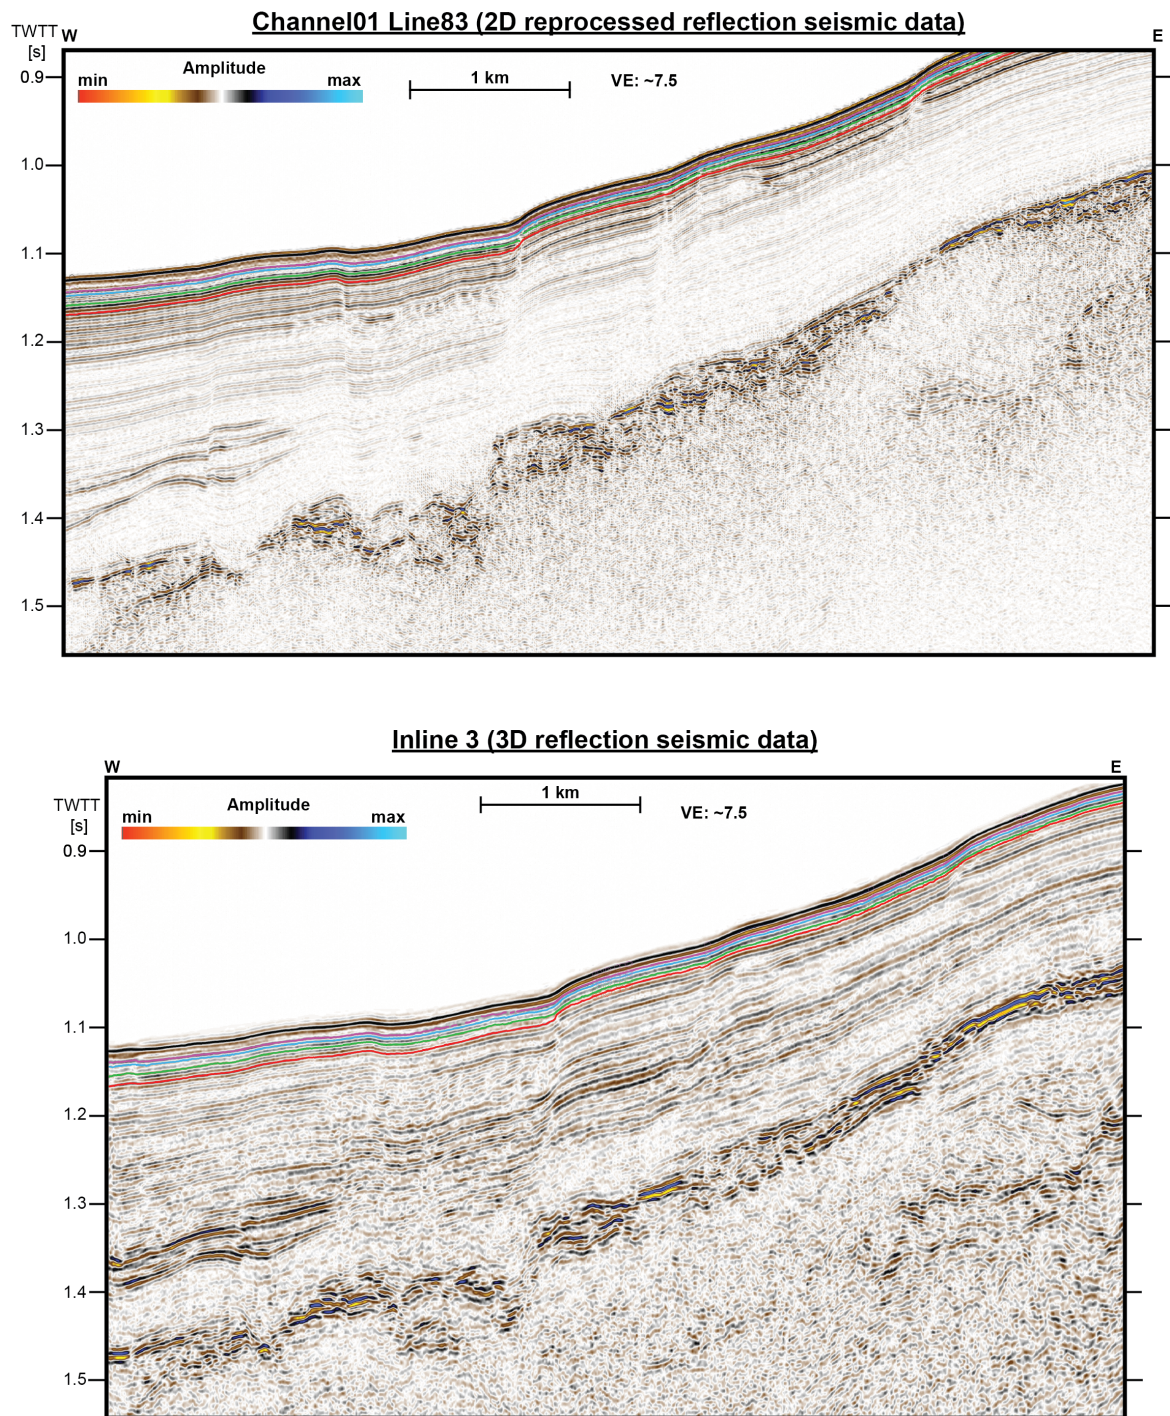 Channel01 Line83 (2D reprocessed reflection seismic data)
TWTT W E
[s]
Amplitude
min max
1 km
VE: ~7.5
0.9
1.0
1.1
1.2
1.3
1.4
1.5
Inline 3 (3D reflection seismic data)
W E
TWTT
[s]
Amplitude
min max
1 km
VE: ~7.5
0.9
1.0
1.1
1.2
1.3
1.4
1.5